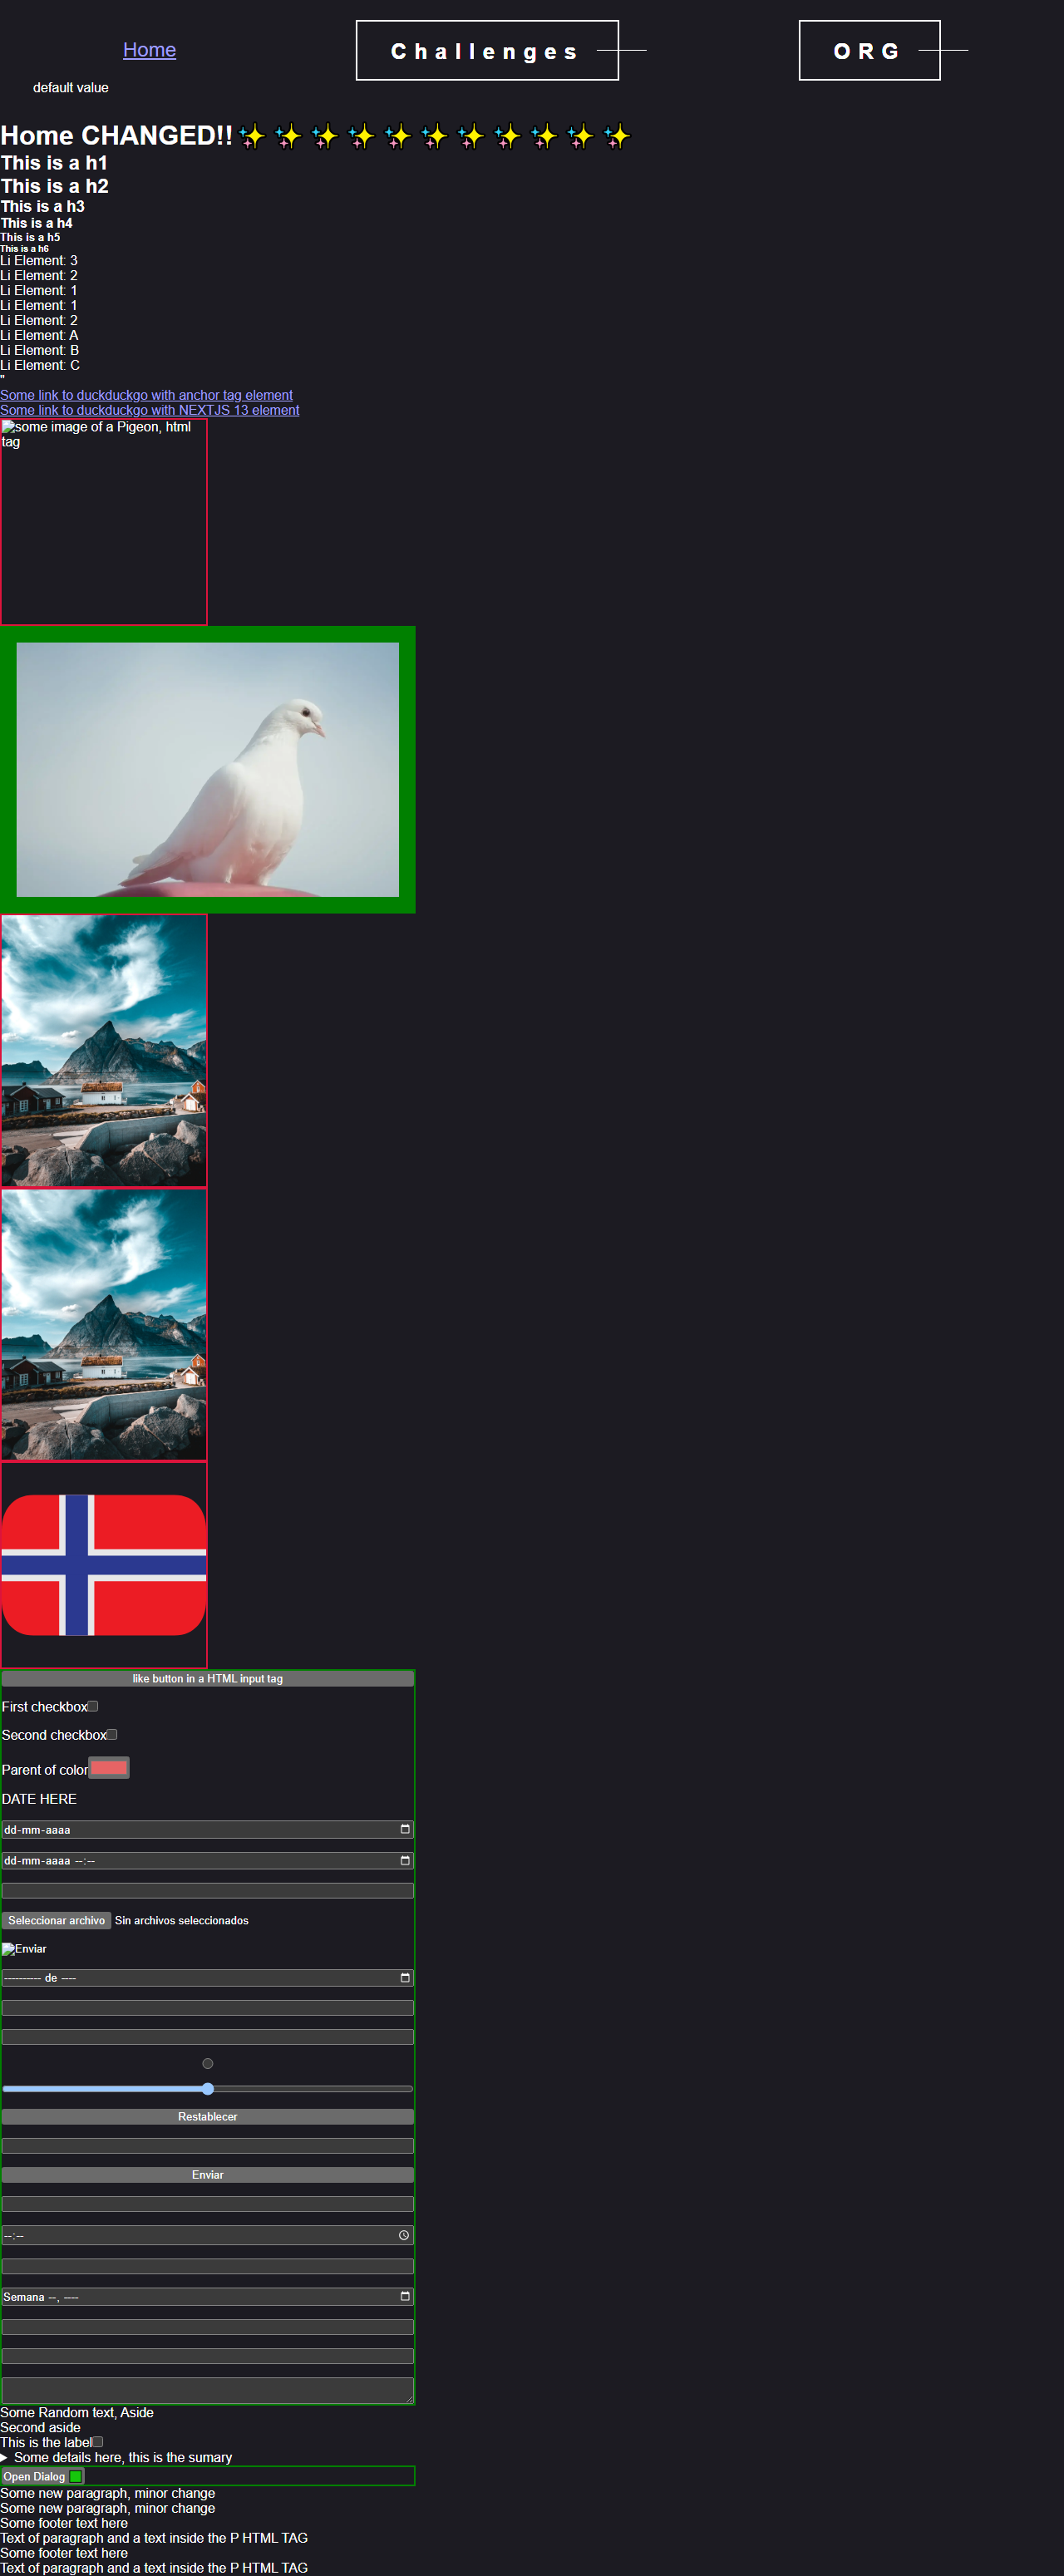 Home
Challenges
ORG
default value
Home CHANGED!! ✨ ✨ ✨ ✨ ✨ ✨ ✨ ✨ ✨ ✨ ✨
This is a h1
This is a h2
This is a h3
This is a h4
This is a h5
This is a h6
Li Element: 3
Li Element: 2
Li Element: 1
Li Element: 1
Li Element: 2
Li Element: A
Li Element: B
Li Element: C
"
Some link to duckduckgo with anchor tag element
Some link to duckduckgo with NEXTJS 13 element
some image of a Pigeon, html
tag
like button in a HTML input tag
First checkbox
Second checkbox
Parent of color
DATE HERE
dd-mm-aaaa
dd-mm-aaaa --:--
Seleccionar archivo Sin archivos seleccionados
Enviar
---------- de ----
Restablecer
Enviar
--:--
Semana --, ----
Some Random text, Aside
Second aside
This is the label
Some details here, this is the sumary
Open Dialog
Some new paragraph, minor change
Some new paragraph, minor change
Some footer text here
Text of paragraph and a text inside the P HTML TAG
Some footer text here
Text of paragraph and a text inside the P HTML TAG